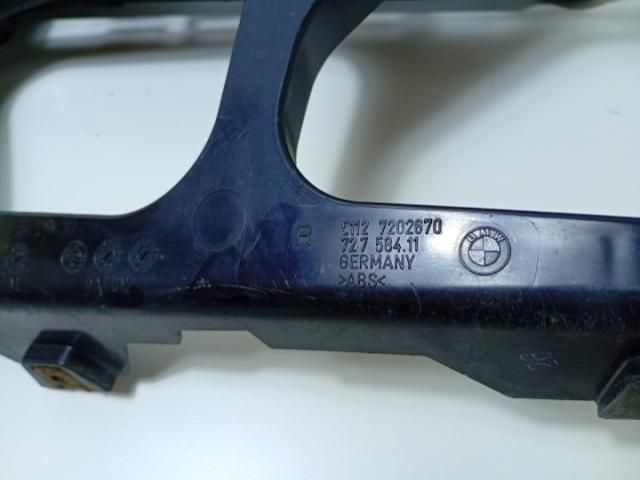 R
5112 7202670
727 584.11
GERMANY
>ABS<
BMW